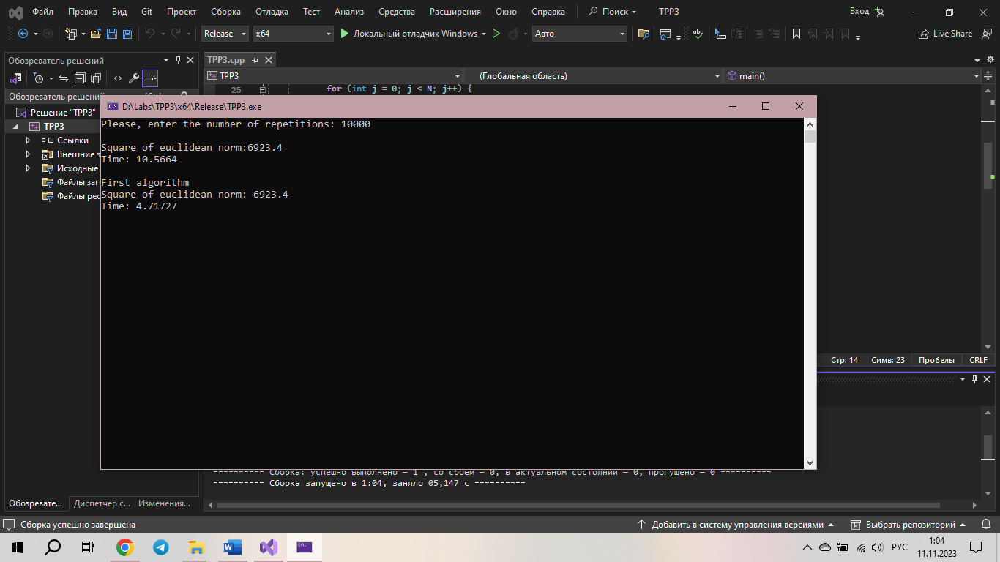 Файл Правка Вид Git Проект Сборка Отладка Тест Анализ Средства Расширения Окно Справка Поиск TPP3 Вход
Release x64 Локальный отладчик Windows Авто abc Live Share
Обозреватель решений
TPP3.cpp
TPP3 (Глобальная область) main()
Обозреватель решений
25 for (int j = 0; j < N; j++) {
D:\Labs\TPP3\x64\Release\TPP3.exe
Решение "TPP3"
TPP3
Ссылки
Внешние з
Исходные
Файлы заго
Файлы рес
Please, enter the number of repetitions: 10000
Square of euclidean norm:6923.4
Time: 10.5664
First algorithm
Square of euclidean norm: 6923.4
Time: 4.71727
Стр: 14 Симв: 23 Пробелы CRLF
========== Сборка: успешно выполнено — 1 , со сбоем — 0, в актуальном состоянии — 0, пропущено — 0 ==========
========== Сборка запущено в 1:04, заняло 05,147 с ==========
Обозревате... Диспетчер с... Изменения...
Сборка успешно завершена Добавить в систему управления версиями Выбрать репозиторий
РУС 1:04
11.11.2023